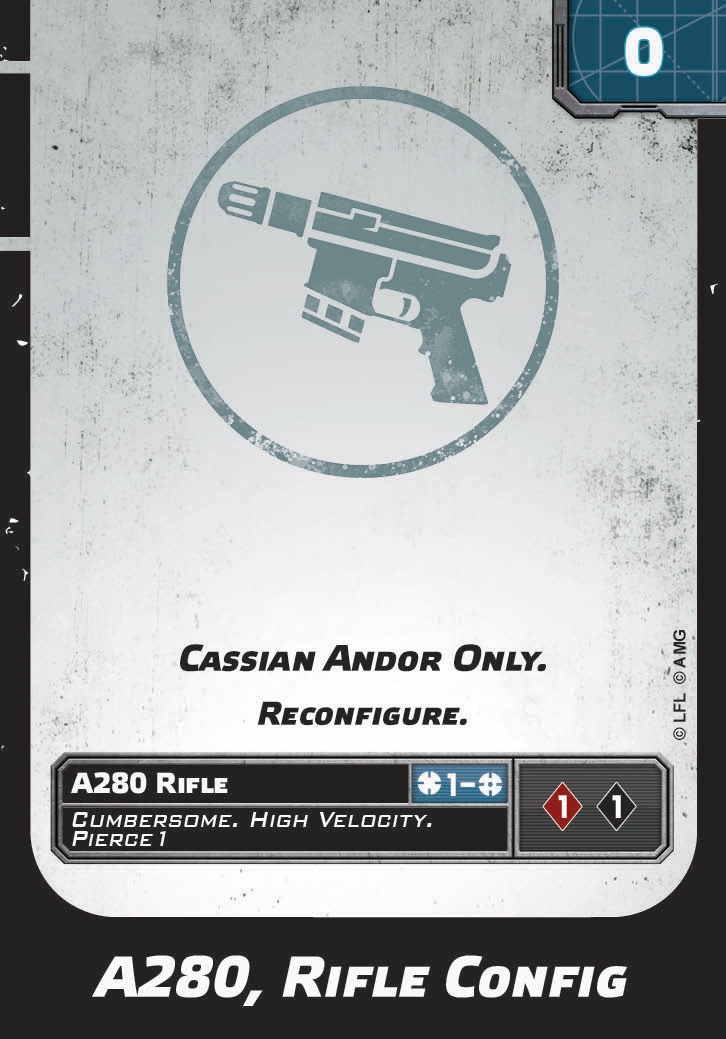 0
Cassian Andor Only.
Reconfigure.
© LFL © AMG
A280 Rifle
1-
Cumbersome. High Velocity.
Pierce 1
1 1
A280, Rifle Config